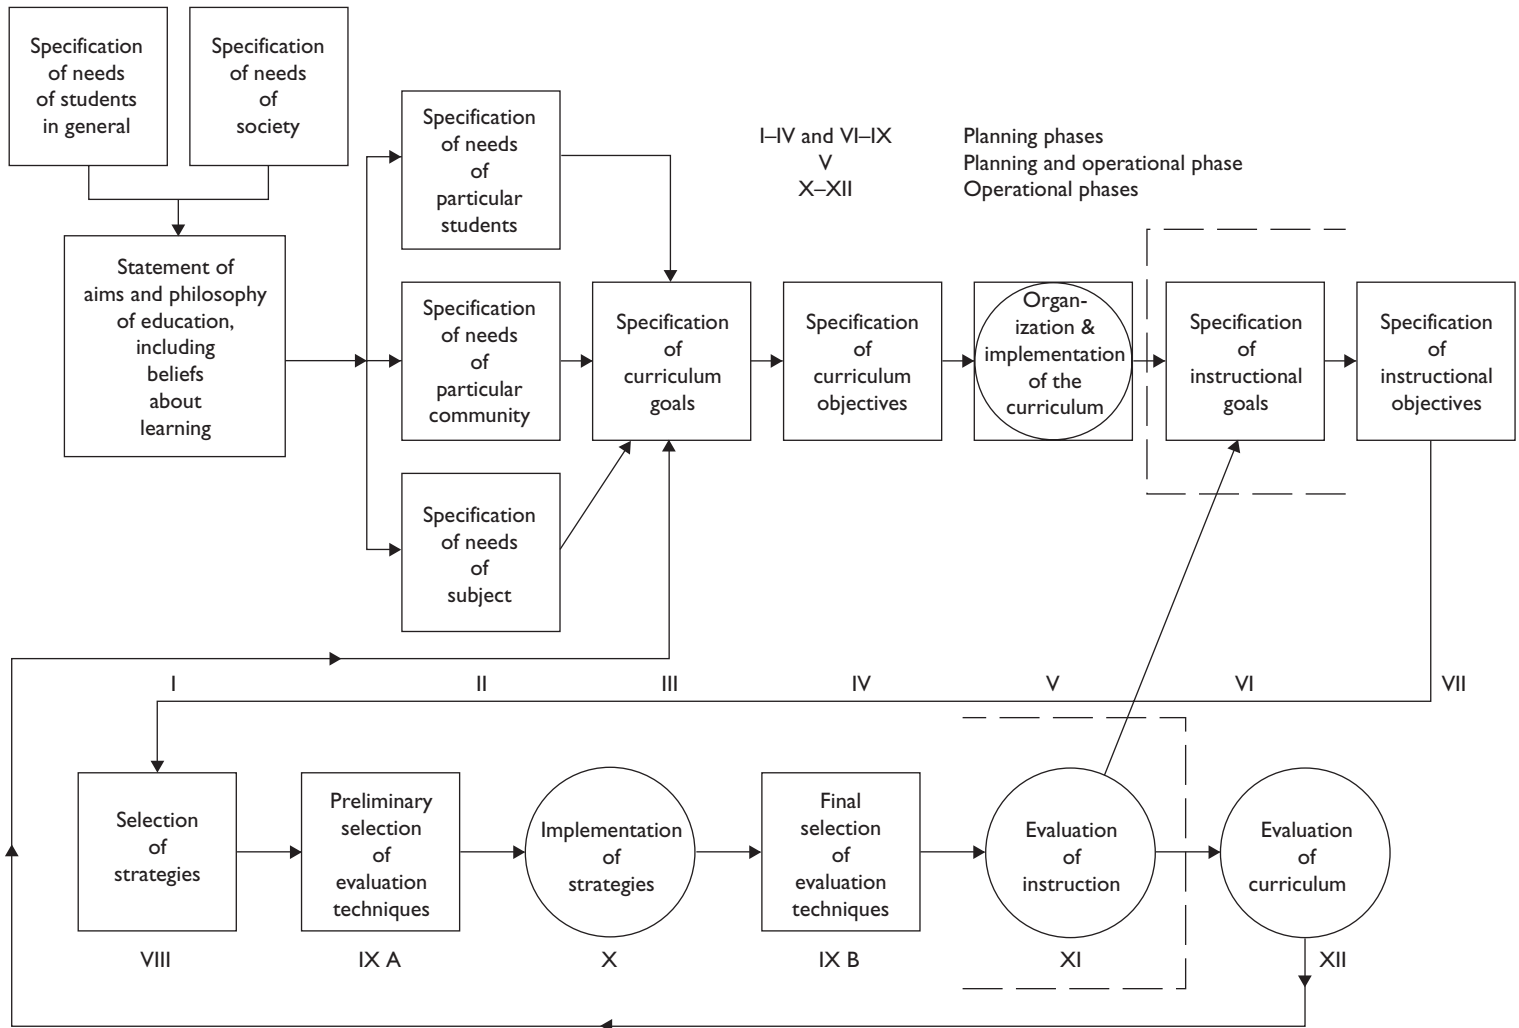 Specification
of needs
of students
in general
Specification
of needs
of
society
Statement of
aims and philosophy
of education,
including
beliefs
about
learning
Specification
of needs
of
particular
students
Specification
of needs
of
particular
community
Specification
of needs
of
subject
I–IV and VI–IX Planning phases
V Planning and operational phase
X–XII Operational phases
Specification
of
curriculum
goals
Specification
of
curriculum
objectives
Organ-
ization &
implementation
of the
curriculum
Specification
of
instructional
goals
Specification
of
instructional
objectives
I II III IV V VI VII
Selection
of
strategies
VIII
Preliminary
selection
of
evaluation
techniques
IX A
Implementation
of
strategies
X
Final
selection
of
evaluation
techniques
IX B
Evaluation
of
instruction
XI
Evaluation
of
curriculum
XII